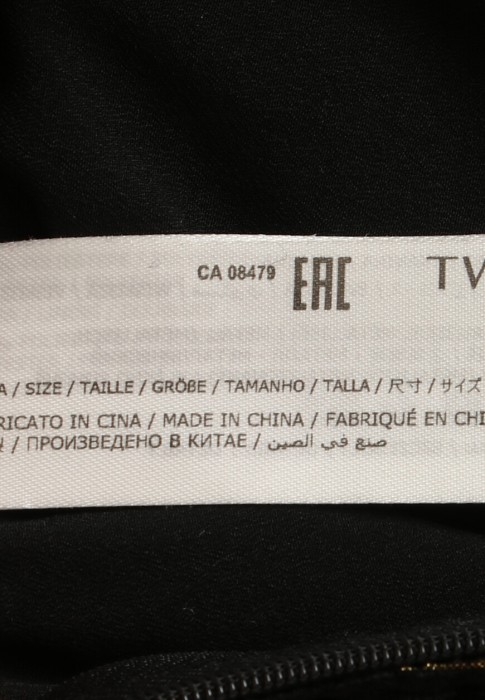 CA 08479 EAC TW
A / SIZE / TAILLE / GRÖßE / TAMANHO / TALLA / 尺寸 / サイズ
RICATO IN CINA / MADE IN CHINA / FABRIQUÉ EN CHI
/ ПРОИЗВЕДЕНО В КИТАЕ / صنع في الصين